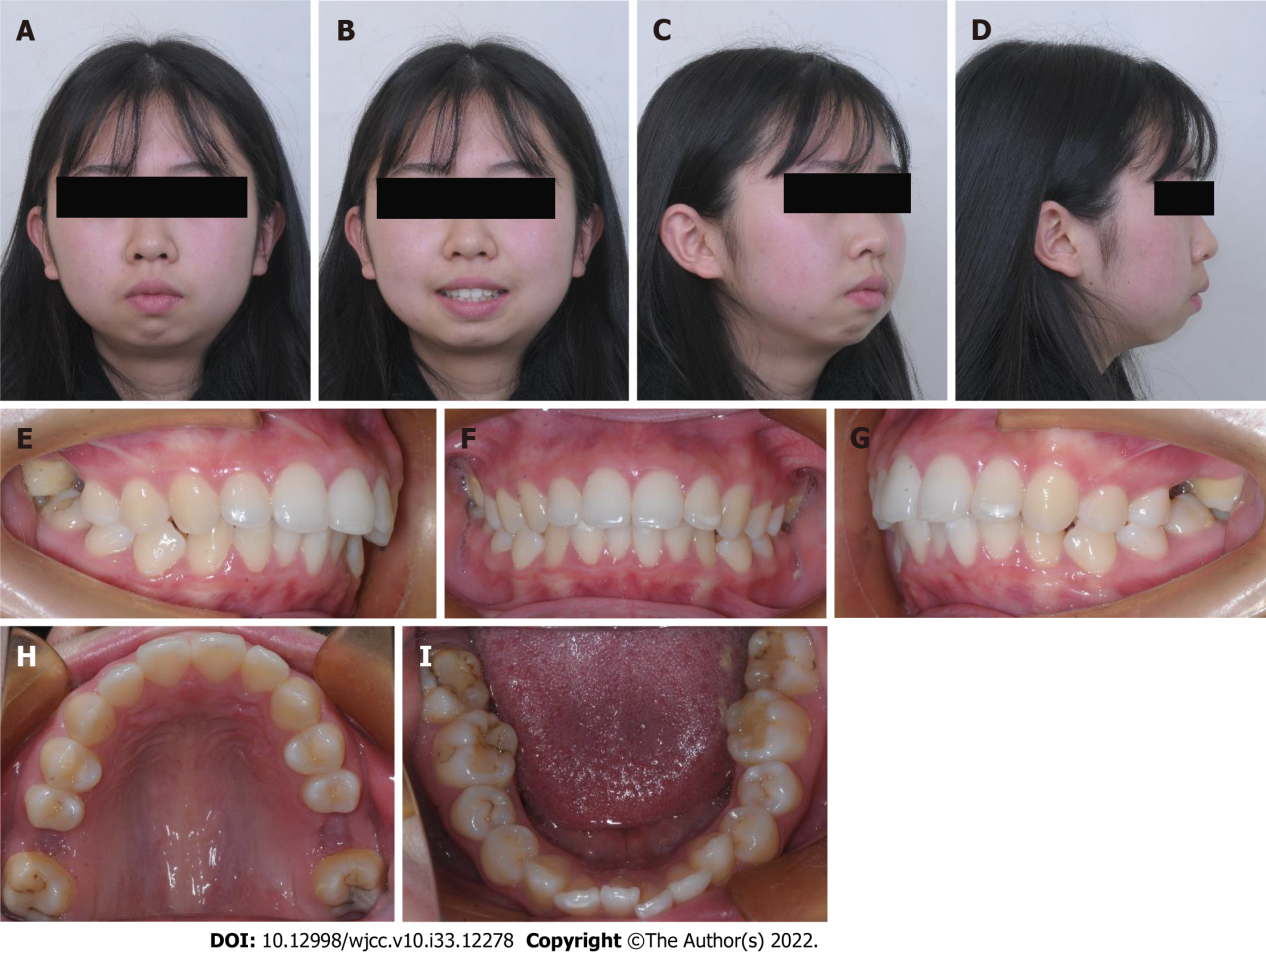 A
B
C
D
E
F
G
H
I
DOI: 10.12998/wjcc.v10.i33.12278 Copyright ©The Author(s) 2022.